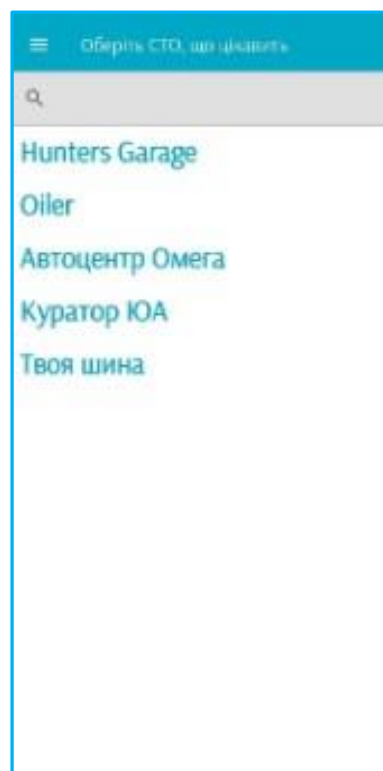 Оберіть СТО, що цікавить
Hunters Garage
Oiler
Автоцентр Омега
Куратор ЮА
Твоя шина